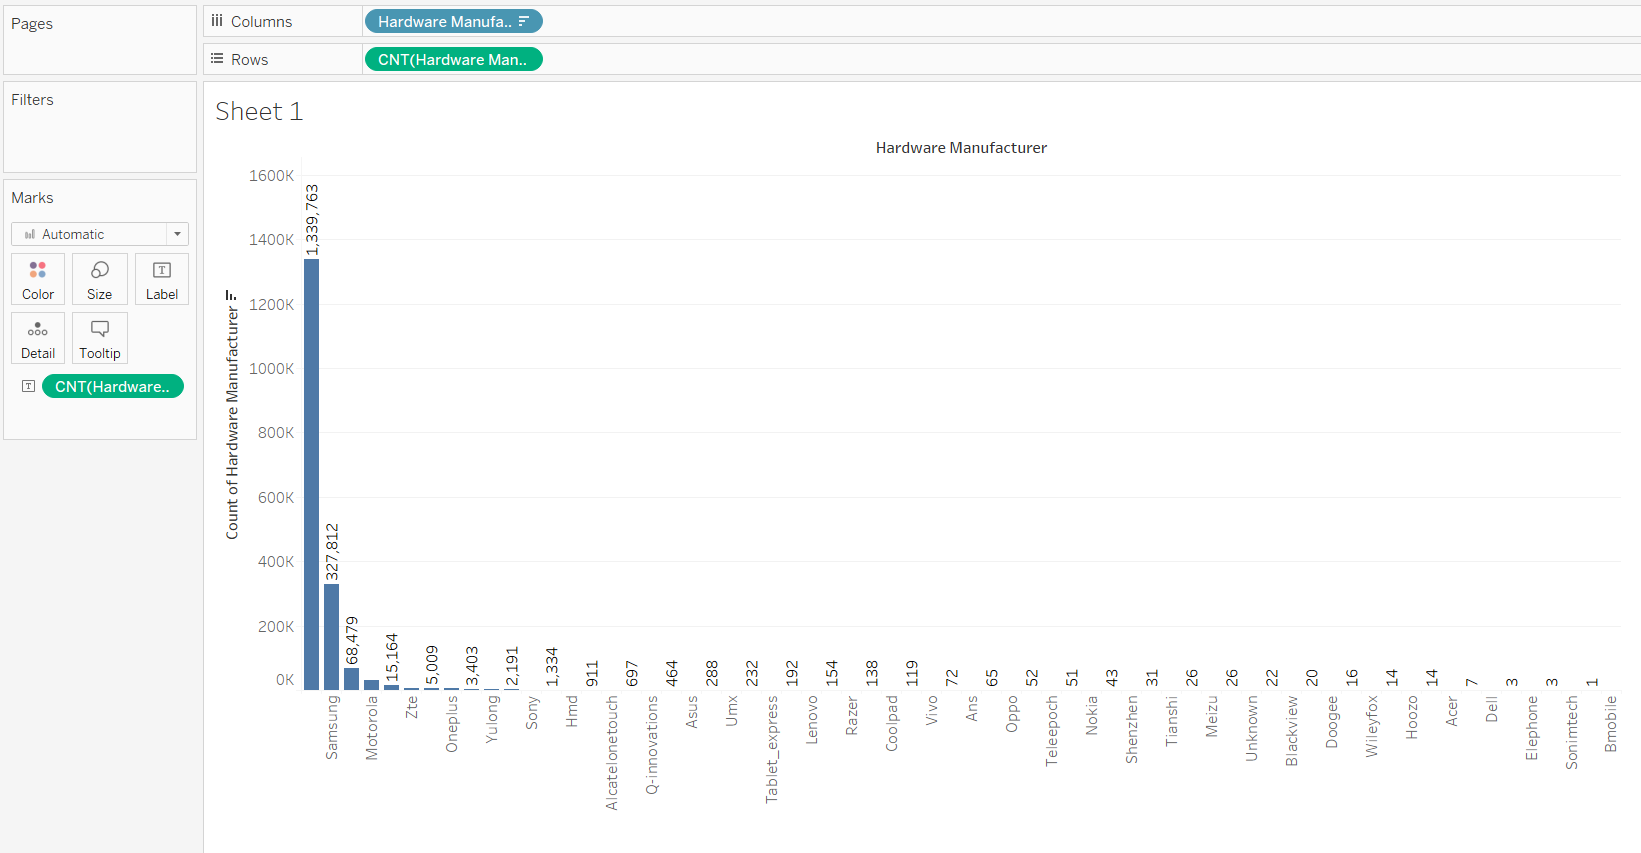 Pages
Columns
Hardware Manufa..
Rows
CNT(Hardware Man..
Filters
Marks
Automatic
Color
Size
T
Label
Detail
Tooltip
T
CNT(Hardware..
Sheet 1
Hardware Manufacturer
Count of Hardware Manufacturer
1600K
1400K
1200K
1000K
800K
600K
400K
200K
0K
1,339,763
327,812
68,479
15,164
5,009
3,403
2,191
1,334
911
697
464
288
232
192
154
138
119
72
65
52
51
43
31
26
26
22
20
16
14
14
7
3
3
1
Samsung
Motorola
Zte
Oneplus
Yulong
Sony
Hmd
Alcatelonetouch
Q-innovations
Asus
Umx
Tablet_express
Lenovo
Razer
Coolpad
Vivo
Ans
Oppo
Teleepoch
Nokia
Shenzhen
Tianshi
Meizu
Unknown
Blackview
Doogee
Wileyfox
Hoozo
Acer
Dell
Elephone
Sonimtech
Bmobile